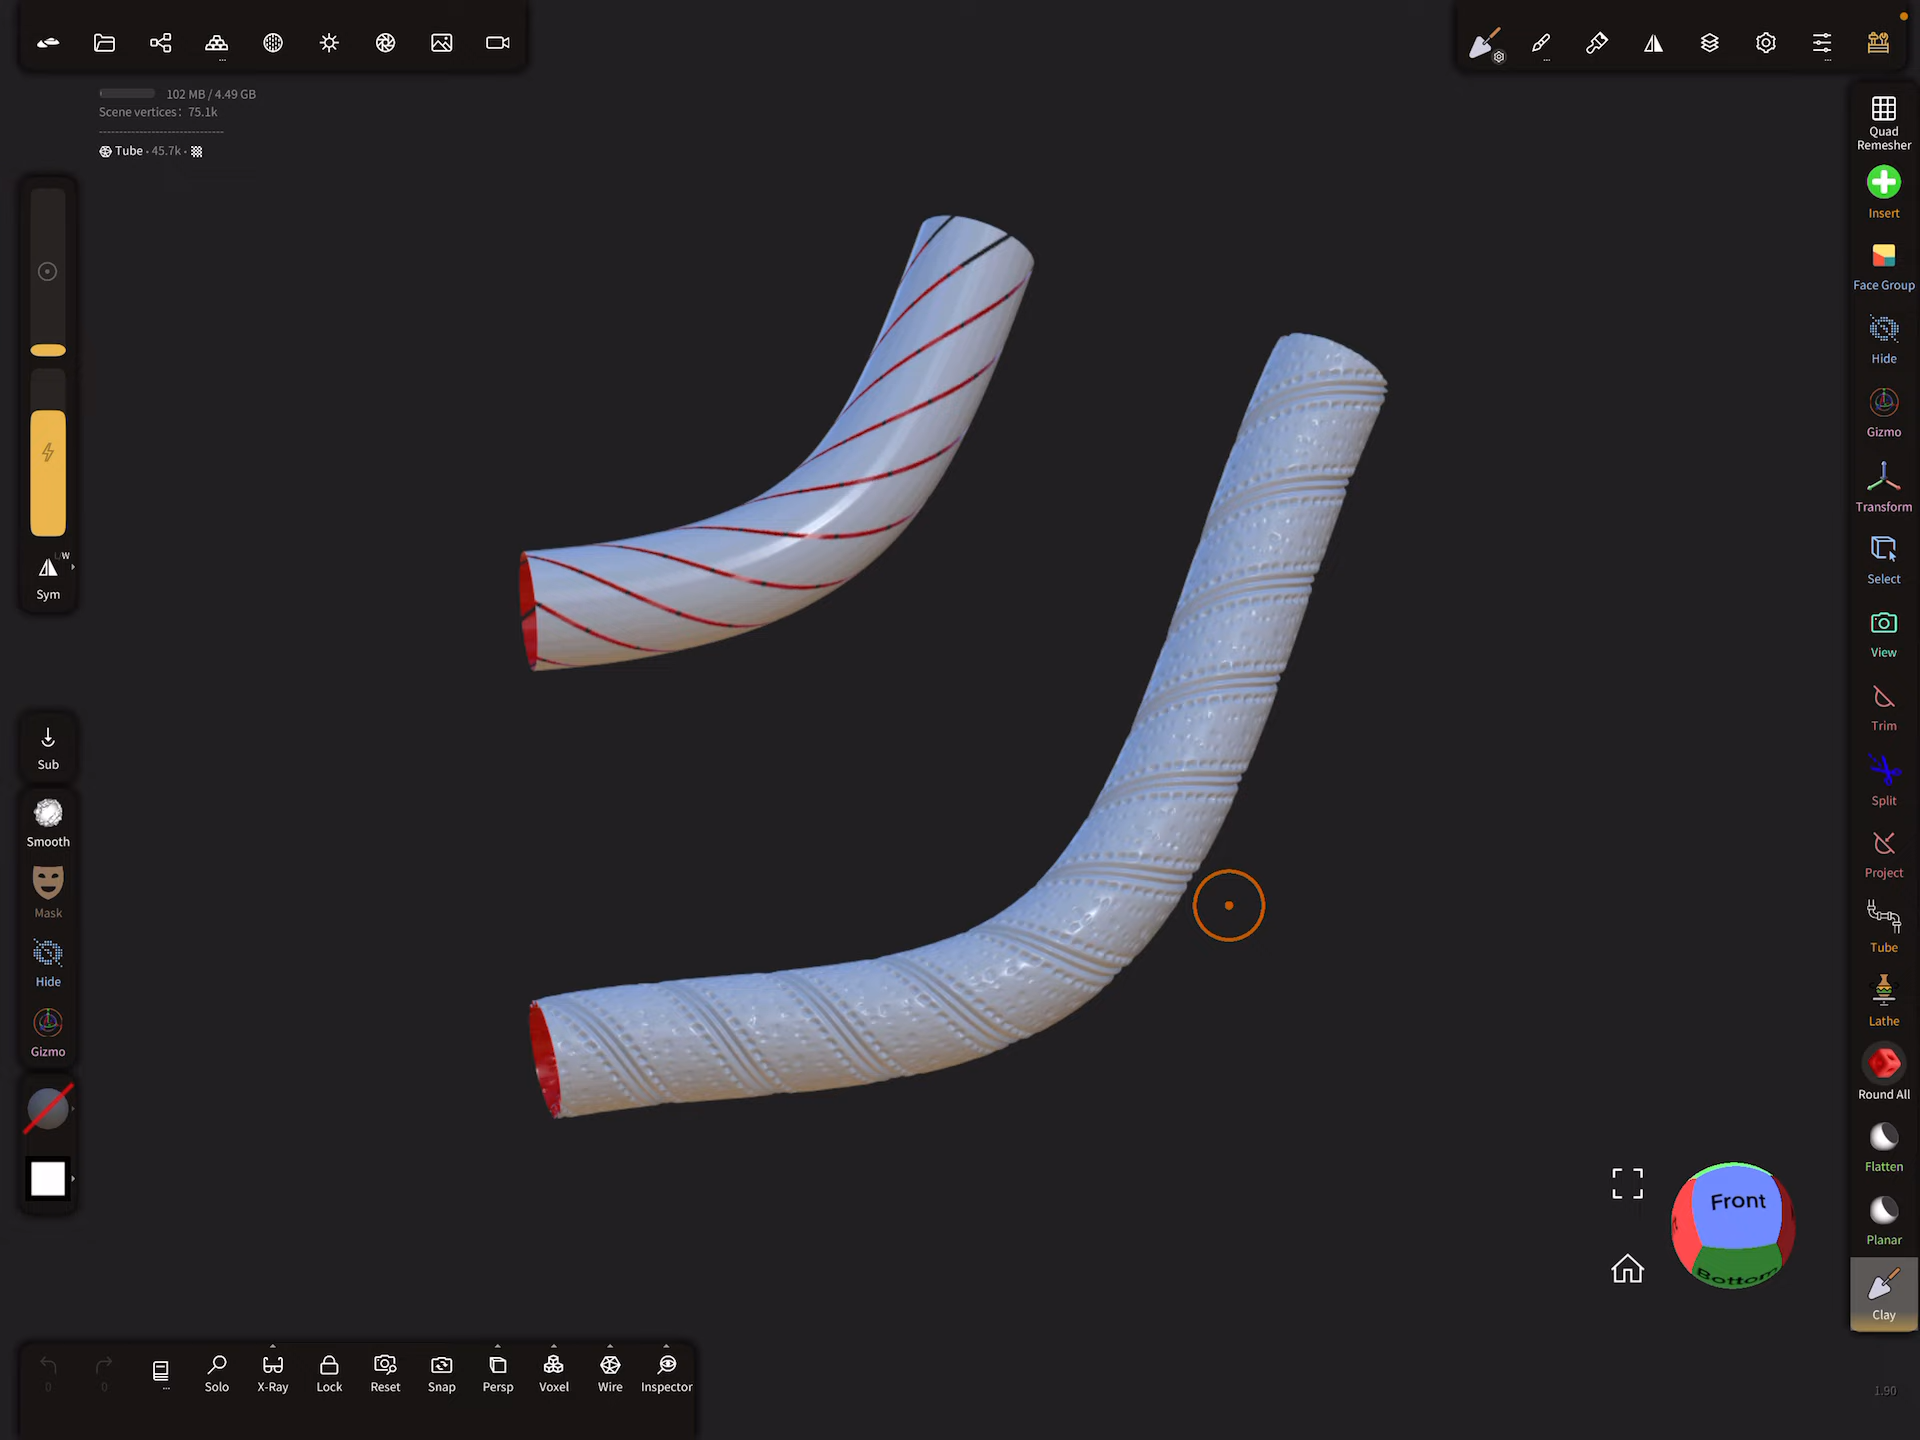 102 MB / 4.49 GB
Scene vertices: 75.1k
Tube • 45.7k •
Quad
Remesher
Insert
Face Group
Hide
Gizmo
Transform
Select
View
Trim
Split
Project
Tube
Lathe
Round All
Flatten
Planar
Clay
L/W
Sym
Sub
Smooth
Mask
Hide
Gizmo
Front
Bottom
0
0
Solo
X-Ray
Lock
Reset
Snap
Persp
Voxel
Wire
Inspector
1.90